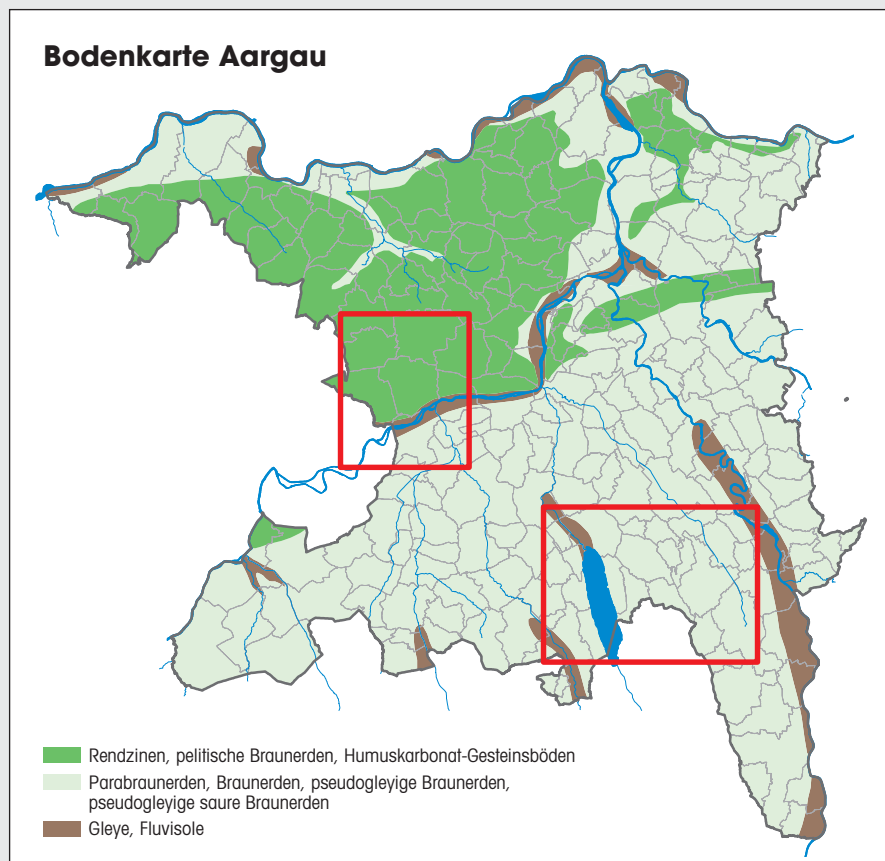 Bodenkarte Aargau
Rendzinen, pelitische Braunerden, Humuskarbonat-Gesteinsböden
Parabraunerden, Braunerden, pseudogleyige Braunerden,
pseudogleyige saure Braunerden
Gleye, Fluvisole